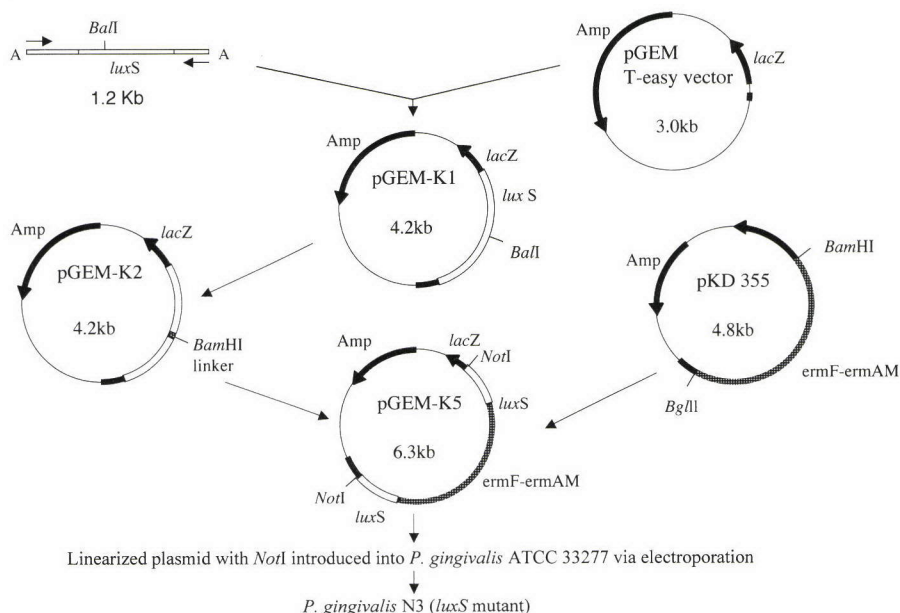 BalI
A
A
luxS
1.2 Kb
Amp
pGEM
T-easy vector
lacZ
3.0kb
Amp
lacZ
pGEM-K1
lux S
4.2kb
BalI
Amp
lacZ
pGEM-K2
4.2kb
BamHI
linker
BamHI
Amp
pKD 355
4.8kb
ermF-ermAM
BglII
lacZ
NotI
Amp
pGEM-K5
luxS
6.3kb
ermF-ermAM
NotI
luxS
Linearized plasmid with NotI introduced into P. gingivalis ATCC 33277 via electroporation
P. gingivalis N3 (luxS mutant)